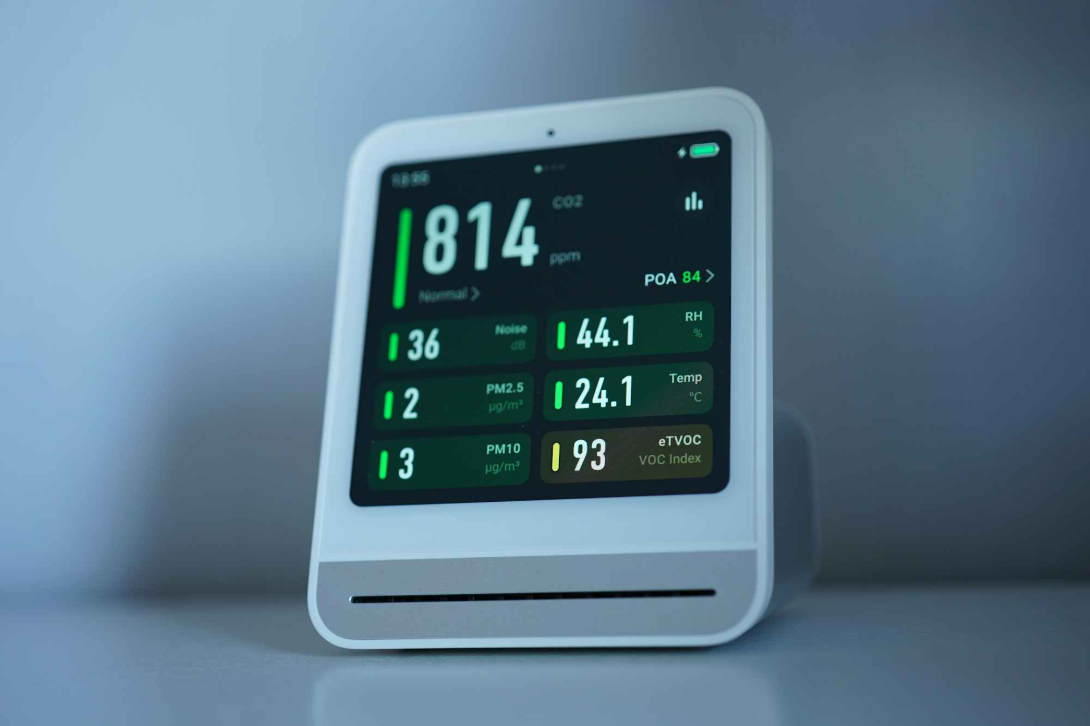 814 CO2
ppm
Normal >
POA 84 >
36 Noise
dB
44.1 RH
%
2 PM2.5
µg/m³
24.1 Temp
°C
3 PM10
µg/m³
93 eTVOC
VOC Index